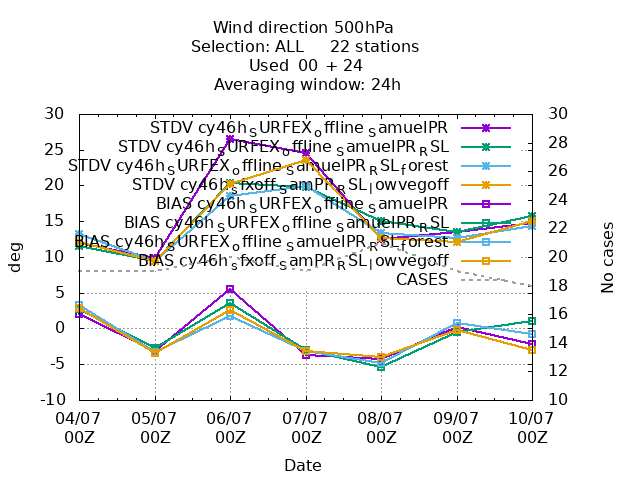 Wind direction 500hPa
Selection: ALL 22 stations
Used 00 + 24
Averaging window: 24h
deg
No cases
30
25
20
15
10
5
0
-5
-10
30
28
26
24
22
20
18
16
14
12
10
STDV cy46h_SURFEX_offline_SamuelPR
STDV cy46h_SURFEX_offline_SamuelPR_RSL
STDV cy46h_SURFEX_offline_SamuelPR_RSL_forest
STDV cy46h_sfxoff_SamPR_RSL_lowvegoff
BIAS cy46h_SURFEX_offline_SamuelPR
BIAS cy46h_SURFEX_offline_SamuelPR_RSL
BIAS cy46h_SURFEX_offline_SamuelPR_RSL_forest
BIAS cy46h_sfxoff_SamPR_RSL_lowvegoff
CASES
04/07 05/07 06/07 07/07 08/07 09/07 10/07
00Z 00Z 00Z 00Z 00Z 00Z 00Z
Date